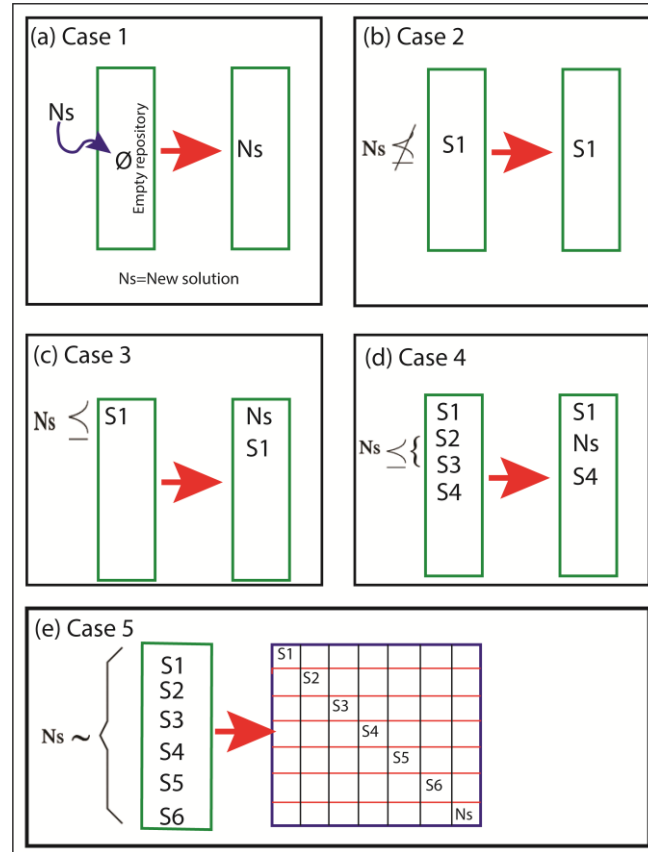 (a) Case 1
Ns
Ø
Empty repository
Ns
Ns=New solution
(b) Case 2
Ns ⋠
S1
S1
(c) Case 3
Ns ⪯
S1
Ns
S1
(d) Case 4
Ns ⪯ {
S1
S2
S3
S4
S1
Ns
S4
(e) Case 5
Ns ~ {
S1
S2
S3
S4
S5
S6
S1
S2
S3
S4
S5
S6
Ns